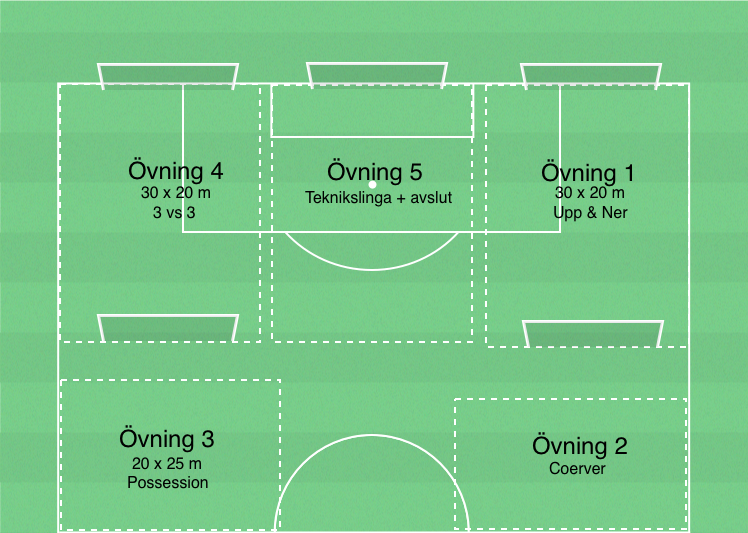 Övning 4
30 x 20 m
3 vs 3
Övning 5
Teknikslinga + avslut
Övning 1
30 x 20 m
Upp & Ner
Övning 3
20 x 25 m
Possession
Övning 2
Coerver